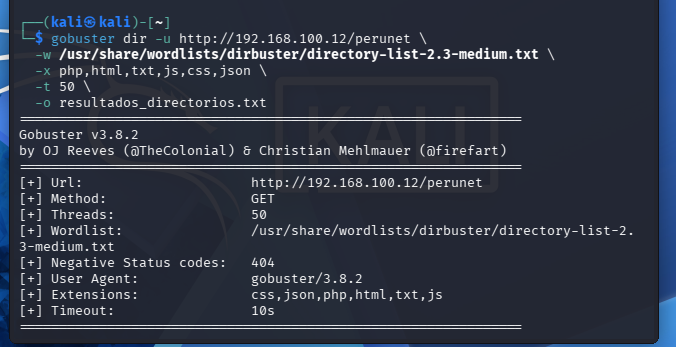 ┌──(kali㉿kali)-[~]
└─$ gobuster dir -u http://192.168.100.12/perunet \
-w /usr/share/wordlists/dirbuster/directory-list-2.3-medium.txt \
-x php,html,txt,js,css,json \
-t 50 \
-o resultados_directorios.txt
===============================================================
Gobuster v3.8.2
by OJ Reeves (@TheColonial) & Christian Mehlmauer (@firefart)
===============================================================
[+] Url:                     http://192.168.100.12/perunet
[+] Method:                  GET
[+] Threads:                 50
[+] Wordlist:                /usr/share/wordlists/dirbuster/directory-list-2.
3-medium.txt
[+] Negative Status codes:   404
[+] User Agent:              gobuster/3.8.2
[+] Extensions:              css,json,php,html,txt,js
[+] Timeout:                 10s
===============================================================
KALI